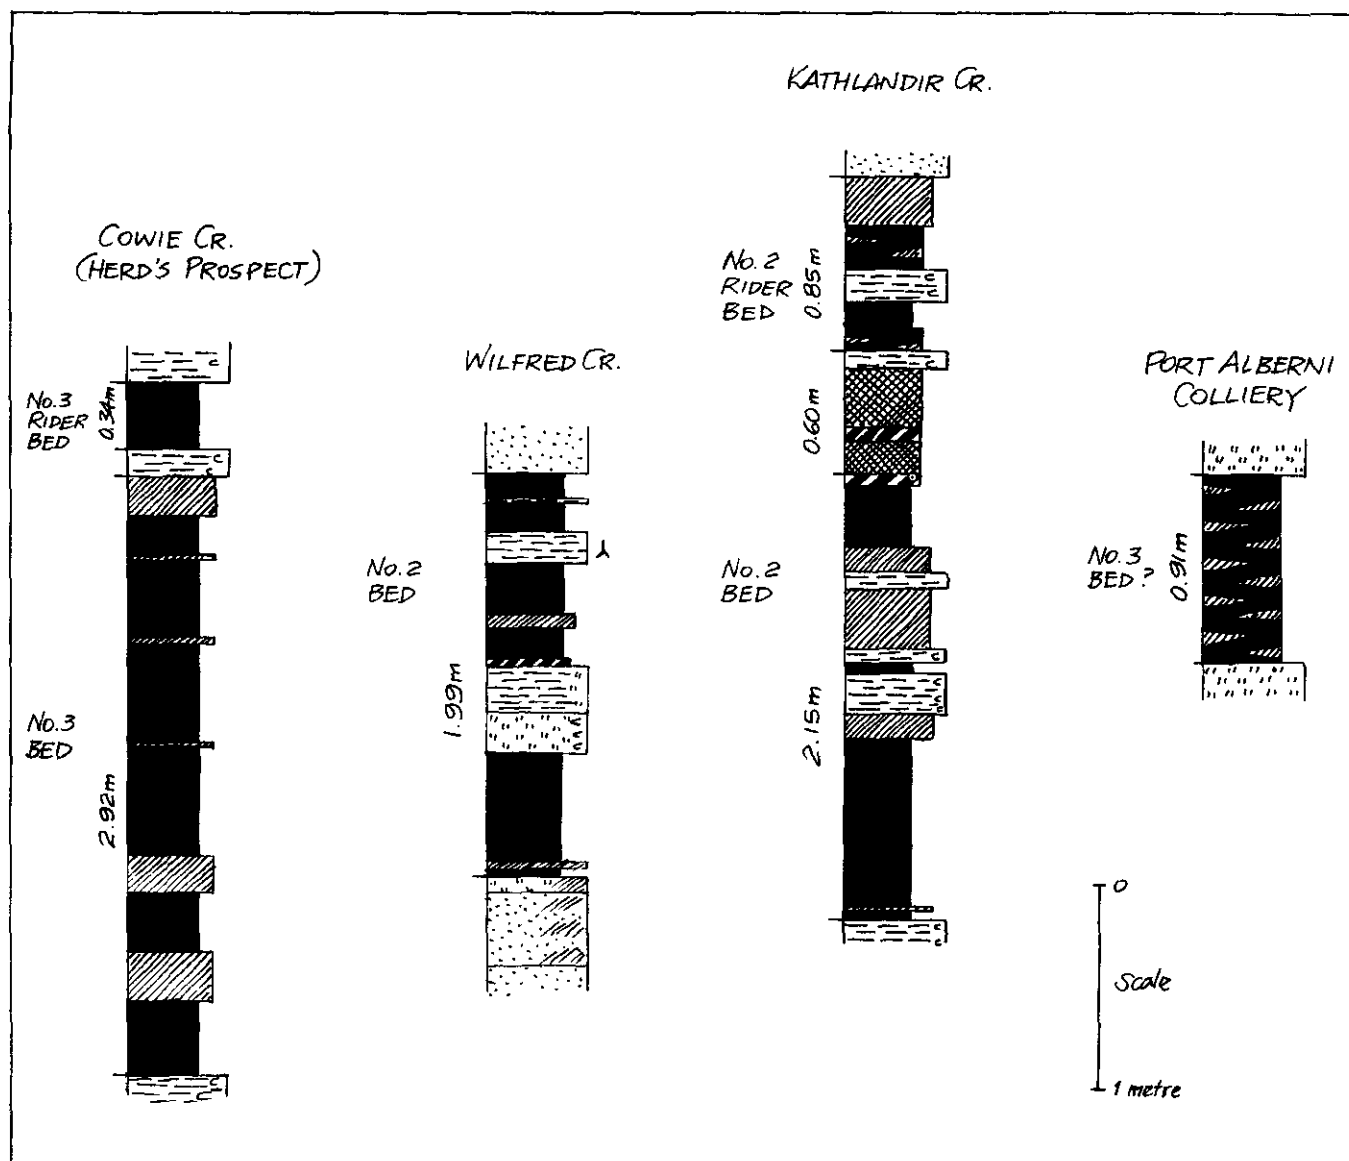 COWIE CR.
(HERD'S PROSPECT)
No.3
RIDER
BED
0.34m
No.3
BED
2.92m
WILFRED CR.
No.2
BED
1.99m
KATHLANDIR CR.
No.2
RIDER
BED
0.85m
0.60m
No.2
BED
2.15m
PORT ALBERNI
COLLIERY
No.3
BED?
0.91m
0
Scale
1 metre